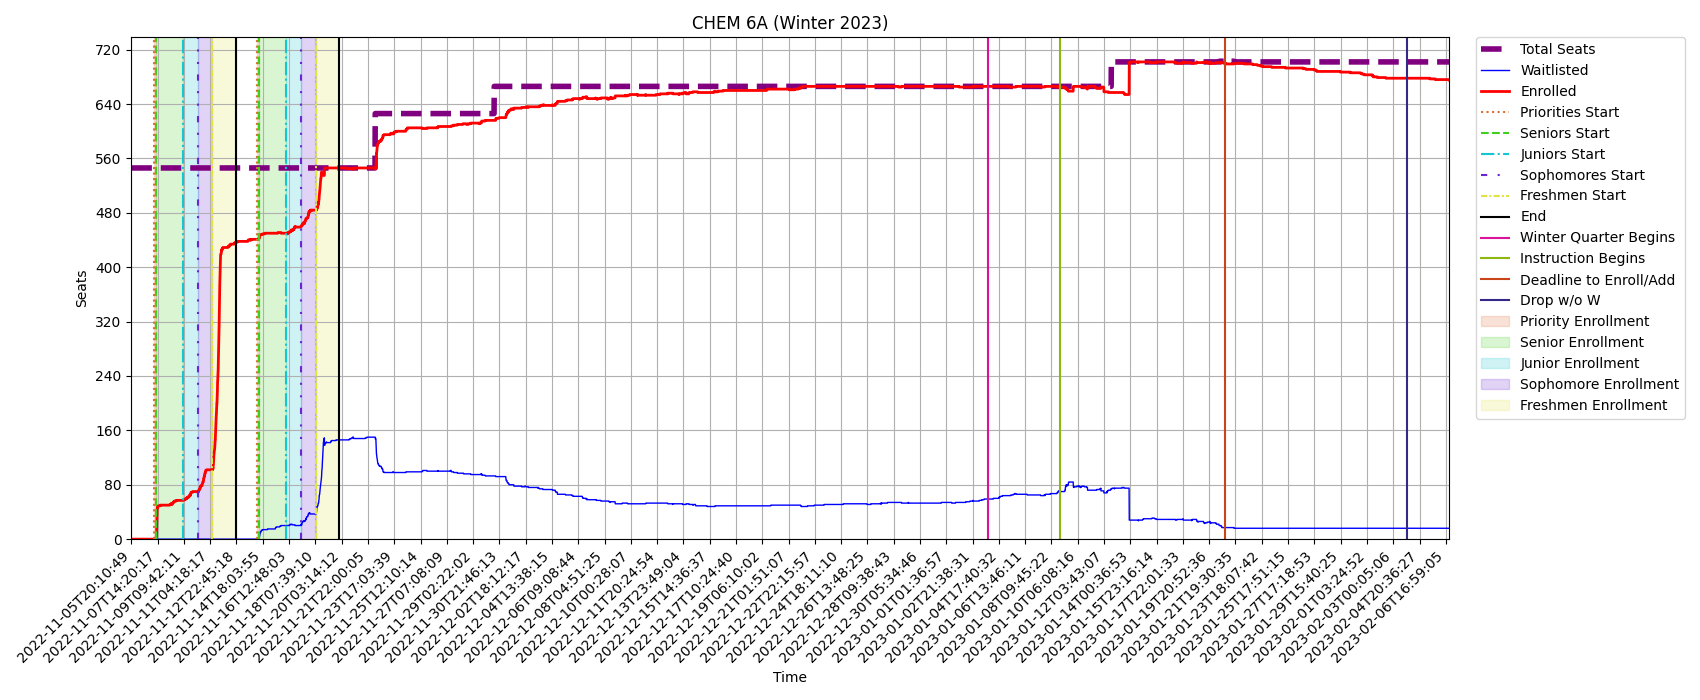 CHEM 6A (Winter 2023)
720
640
560
480
400
320
240
160
80
0
Seats
2022-11-05T20:10:49
2022-11-07T14:20:17
2022-11-09T09:42:11
2022-11-11T04:18:17
2022-11-12T22:45:18
2022-11-14T18:03:55
2022-11-16T12:48:03
2022-11-18T07:39:10
2022-11-20T03:14:12
2022-11-21T22:00:05
2022-11-23T17:03:39
2022-11-25T12:10:14
2022-11-27T07:08:09
2022-11-29T02:22:02
2022-11-30T21:46:13
2022-12-02T18:12:17
2022-12-04T13:38:15
2022-12-06T09:08:44
2022-12-08T04:51:25
2022-12-10T00:28:07
2022-12-11T20:24:54
2022-12-13T23:49:04
2022-12-15T14:36:37
2022-12-17T10:24:40
2022-12-19T06:10:02
2022-12-21T01:51:07
2022-12-22T22:15:57
2022-12-24T18:11:10
2022-12-26T13:48:25
2022-12-28T09:38:43
2022-12-30T05:34:46
2023-01-01T01:36:57
2023-01-02T21:38:31
2023-01-04T17:40:32
2023-01-06T13:46:11
2023-01-08T09:45:22
2023-01-10T06:08:16
2023-01-12T03:43:07
2023-01-14T00:36:53
2023-01-15T23:16:14
2023-01-17T22:01:33
2023-01-19T20:52:36
2023-01-21T19:30:35
2023-01-23T18:07:42
2023-01-25T17:51:15
2023-01-27T17:18:53
2023-01-29T15:40:25
2023-02-01T03:24:52
2023-02-03T00:05:06
2023-02-04T20:36:27
2023-02-06T16:59:05
Time
Total Seats
Waitlisted
Enrolled
Priorities Start
Seniors Start
Juniors Start
Sophomores Start
Freshmen Start
End
Winter Quarter Begins
Instruction Begins
Deadline to Enroll/Add
Drop w/o W
Priority Enrollment
Senior Enrollment
Junior Enrollment
Sophomore Enrollment
Freshmen Enrollment